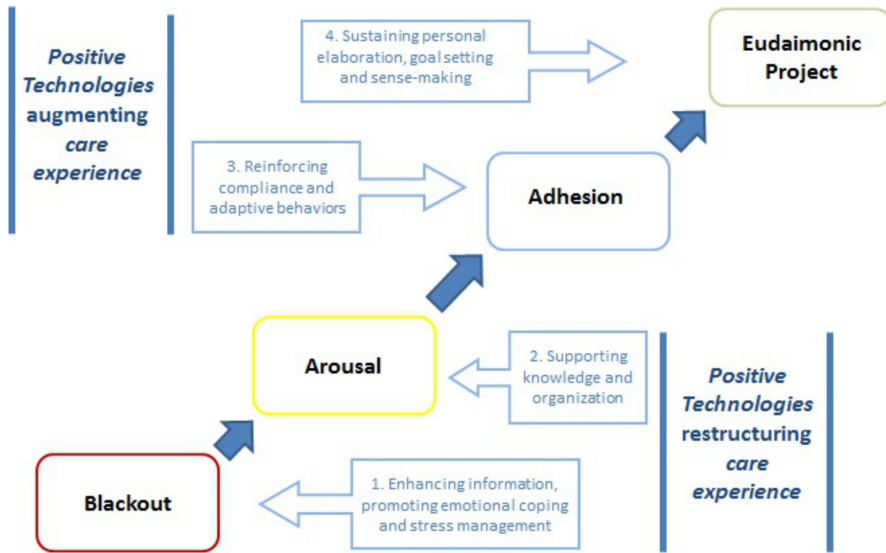 Positive
Technologies
augmenting
care
experience
4. Sustaining personal
elaboration, goal setting
and sense-making
Eudaimonic
Project
3. Reinforcing
compliance and
adaptive behaviors
Adhesion
Arousal
2. Supporting
knowledge and
organization
Positive
Technologies
restructuring
care
experience
Blackout
1. Enhancing information,
promoting emotional coping
and stress management